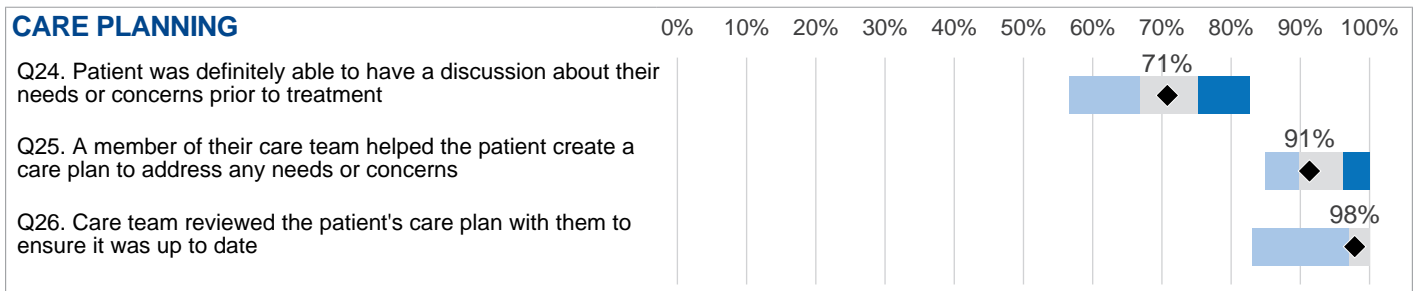 CARE PLANNING
0% 10% 20% 30% 40% 50% 60% 70% 80% 90% 100%
Q24. Patient was definitely able to have a discussion about their
needs or concerns prior to treatment
71%
Q25. A member of their care team helped the patient create a
care plan to address any needs or concerns
91%
Q26. Care team reviewed the patient's care plan with them to
ensure it was up to date
98%